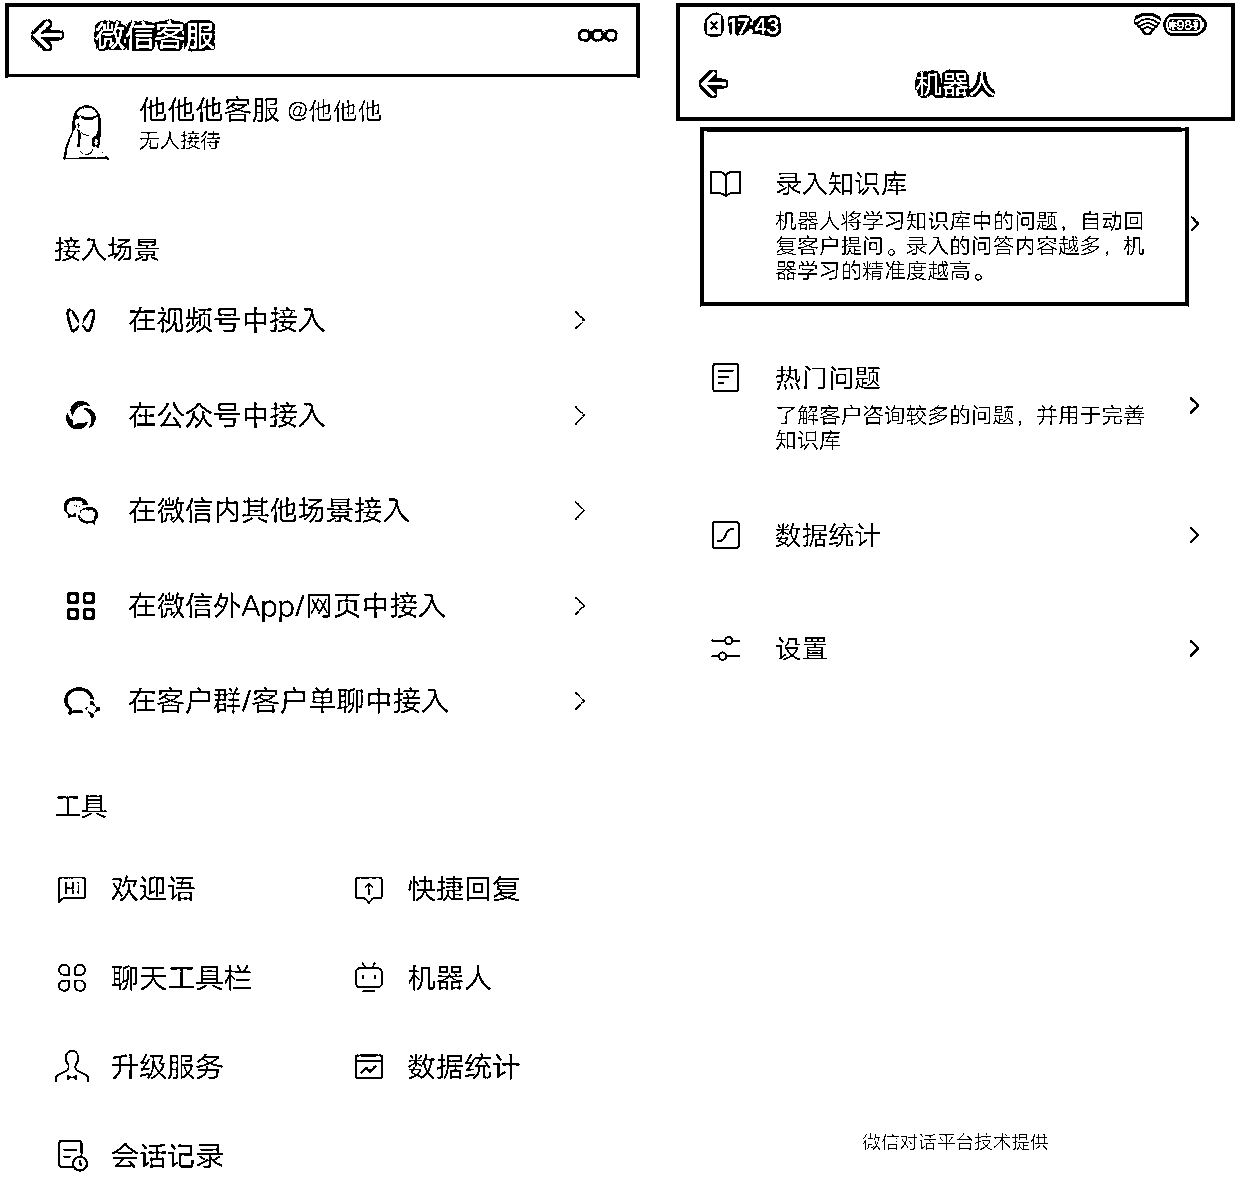 微信客服
他他他客服 @他他他
无人接待
接入场景
在视频号中接入
在公众号中接入
在微信内其他场景接入
在微信外App/网页中接入
在客户群/客户单聊中接入
工具
Hi 欢迎语
快捷回复
聊天工具栏
机器人
升级服务
数据统计
会话记录
17:43
98
机器人
录入知识库
机器人将学习知识库中的问题，自动回
复客户提问。录入的问答内容越多，机
器学习的精准度越高。
热门问题
了解客户咨询较多的问题，并用于完善
知识库
数据统计
设置
微信对话平台技术提供